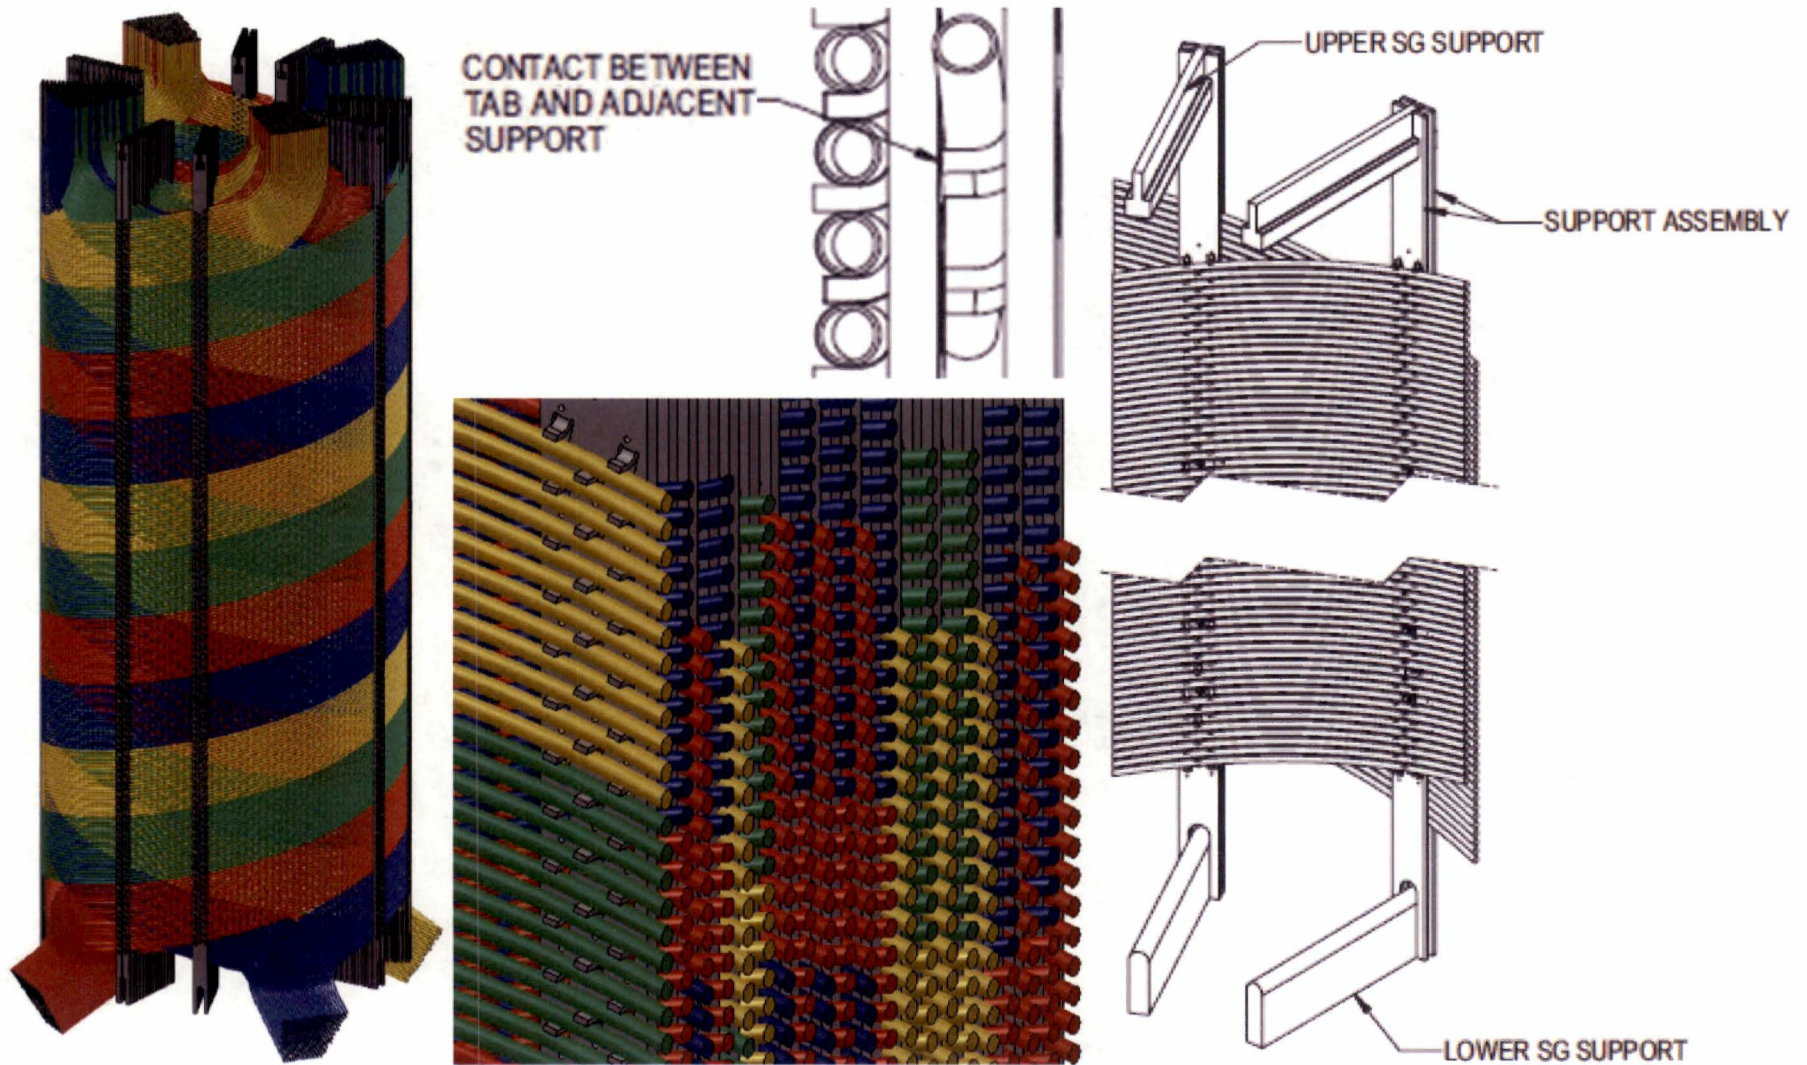 CONTACT BETWEEN
TAB AND ADJACENT
SUPPORT
UPPER SG SUPPORT
SUPPORT ASSEMBLY
LOWER SG SUPPORT